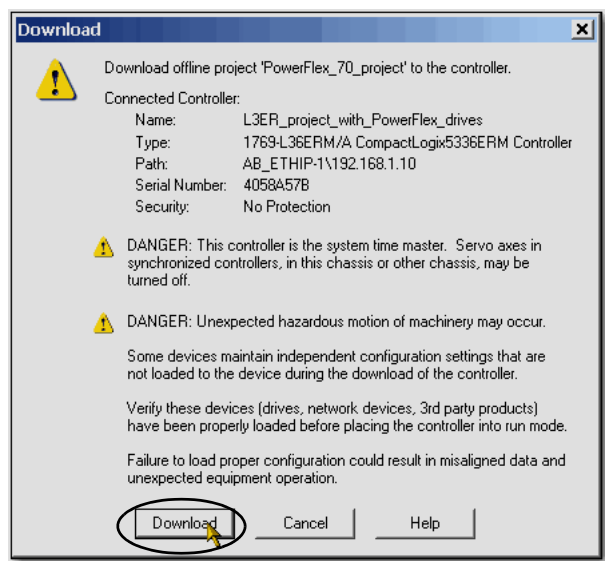 Download
Download offline project 'PowerFlex_70_project' to the controller.
Connected Controller:
Name: L3ER_project_with_PowerFlex_drives
Type: 1769-L36ERM/A CompactLogix5336ERM Controller
Path: AB_ETHIP-1\192.168.1.10
Serial Number: 4058A57B
Security: No Protection
DANGER: This controller is the system time master. Servo axes in
synchronized controllers, in this chassis or other chassis, may be
turned off.
DANGER: Unexpected hazardous motion of machinery may occur.
Some devices maintain independent configuration settings that are
not loaded to the device during the download of the controller.
Verify these devices (drives, network devices, 3rd party products)
have been properly loaded before placing the controller into run mode.
Failure to load proper configuration could result in misaligned data and
unexpected equipment operation.
Download Cancel Help